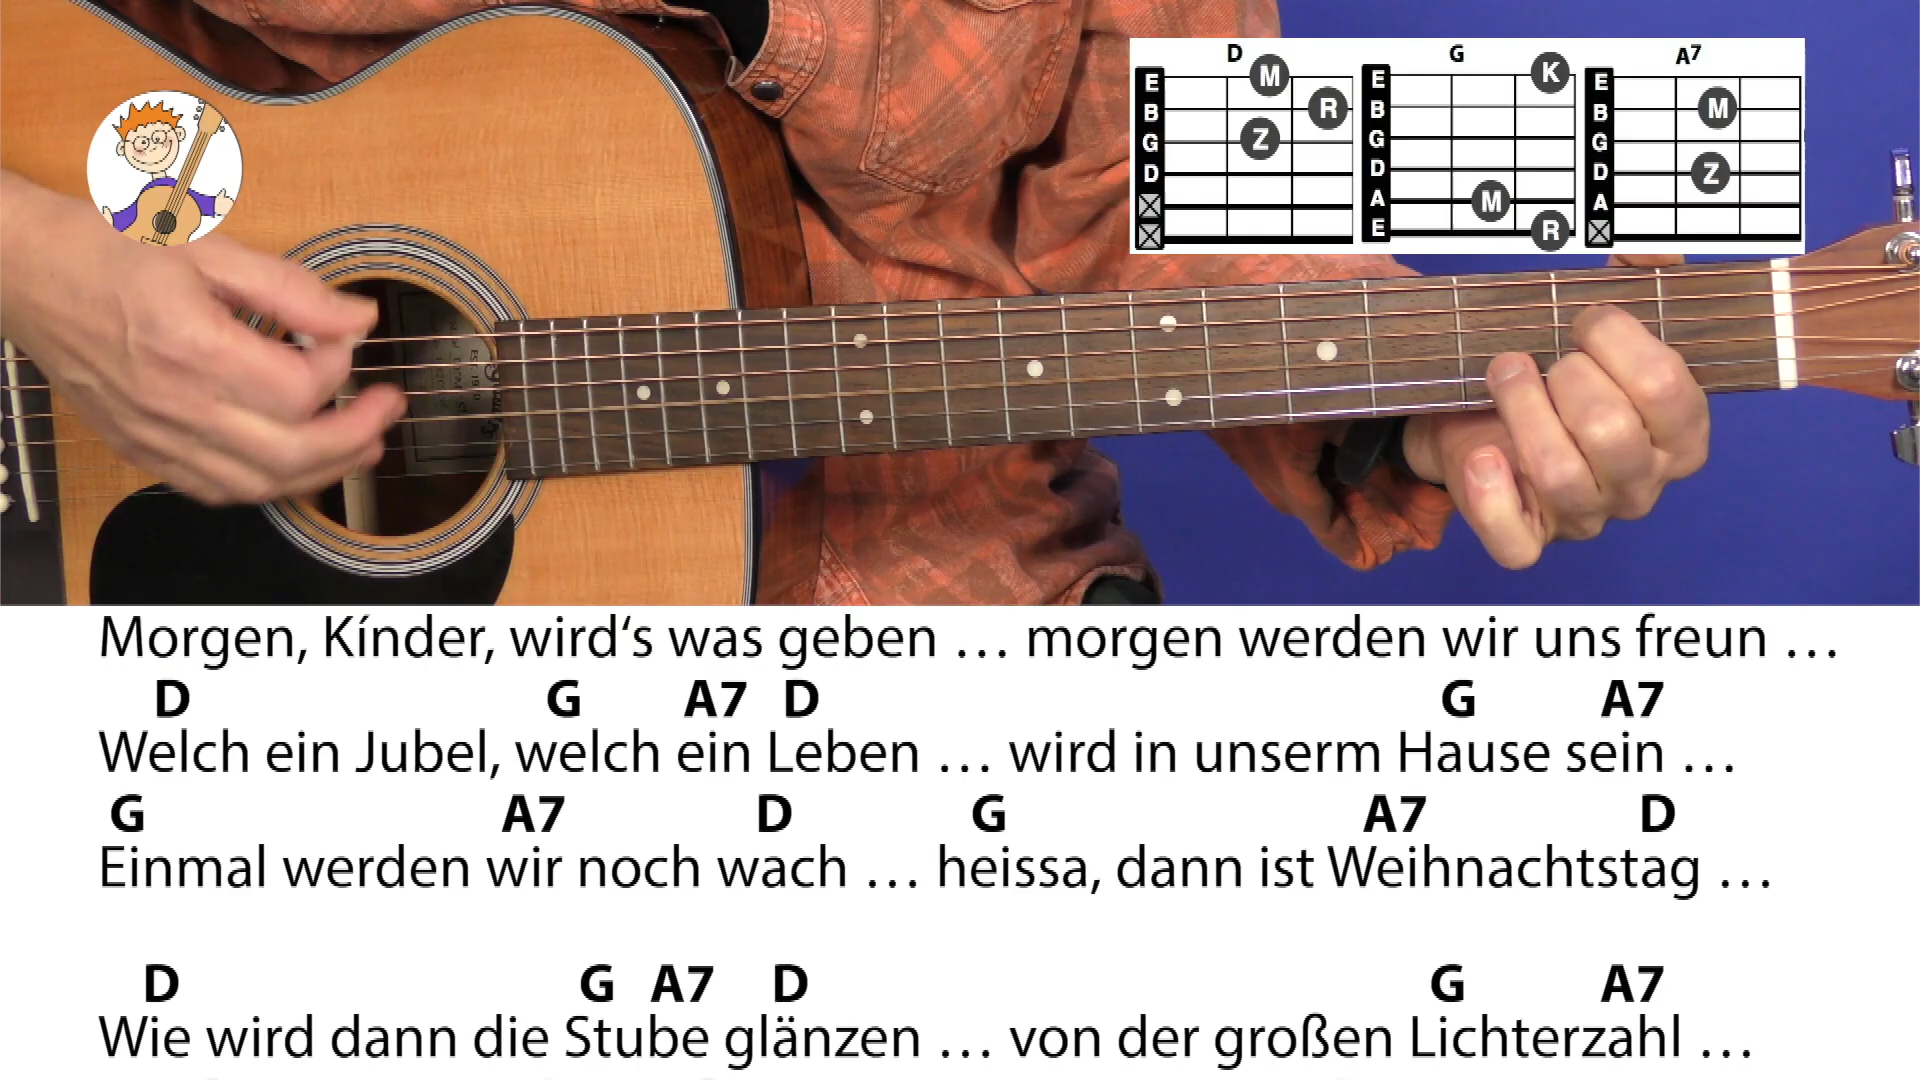 D G A7
E M E K E
B R B B M
G Z G G
D D D Z
A M A
E R
Morgen, Kínder, wird‘s was geben … morgen werden wir uns freun …
D G A7 D G A7
Welch ein Jubel, welch ein Leben … wird in unserm Hause sein …
G A7 D G A7 D
Einmal werden wir noch wach … heissa, dann ist Weihnachtstag …
D G A7 D G A7
Wie wird dann die Stube glänzen … von der großen Lichterzahl …